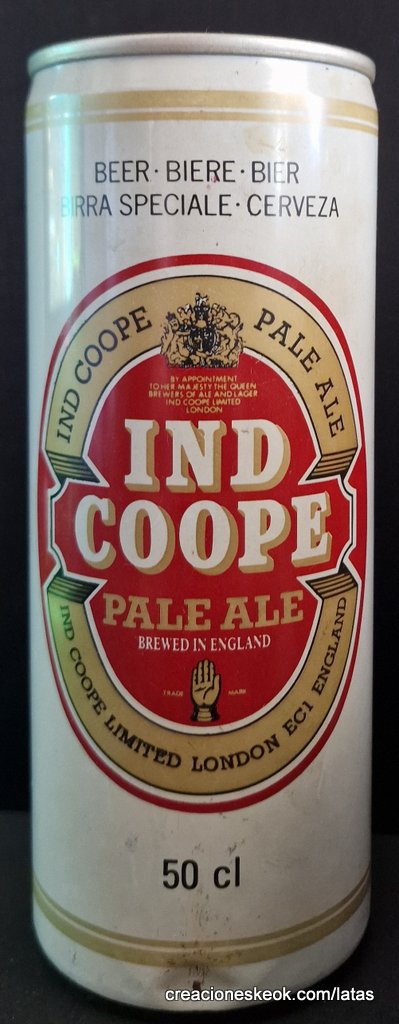 BEER · BIERE · BIER
BIRRA SPECIALE · CERVEZA
IND COOPE PALE ALE
BY APPOINTMENT
TO HER MAJESTY THE QUEEN
BREWERS OF ALE AND LAGER
IND COOPE LIMITED
LONDON
IND
COOPE
PALE ALE
BREWED IN ENGLAND
TRADE MARK
IND COOPE LIMITED LONDON EC1 ENGLAND
50 cl
creacioneskeok.com/latas